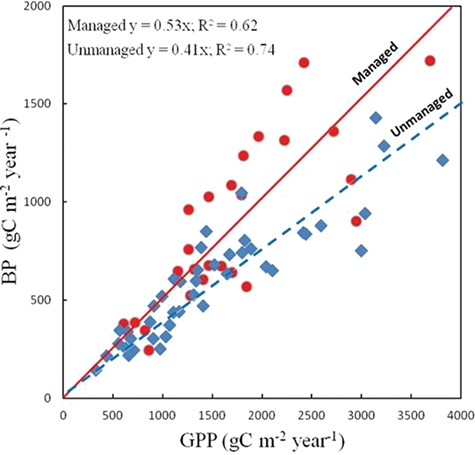 2000
Managed y = 0.53x; R² = 0.62
Unmanaged y = 0.41x; R² = 0.74
Managed
1500
Unmanaged
BP (gC m⁻² year ⁻¹)
1000
500
0
0 500 1000 1500 2000 2500 3000 3500 4000
GPP (gC m⁻² year⁻¹)